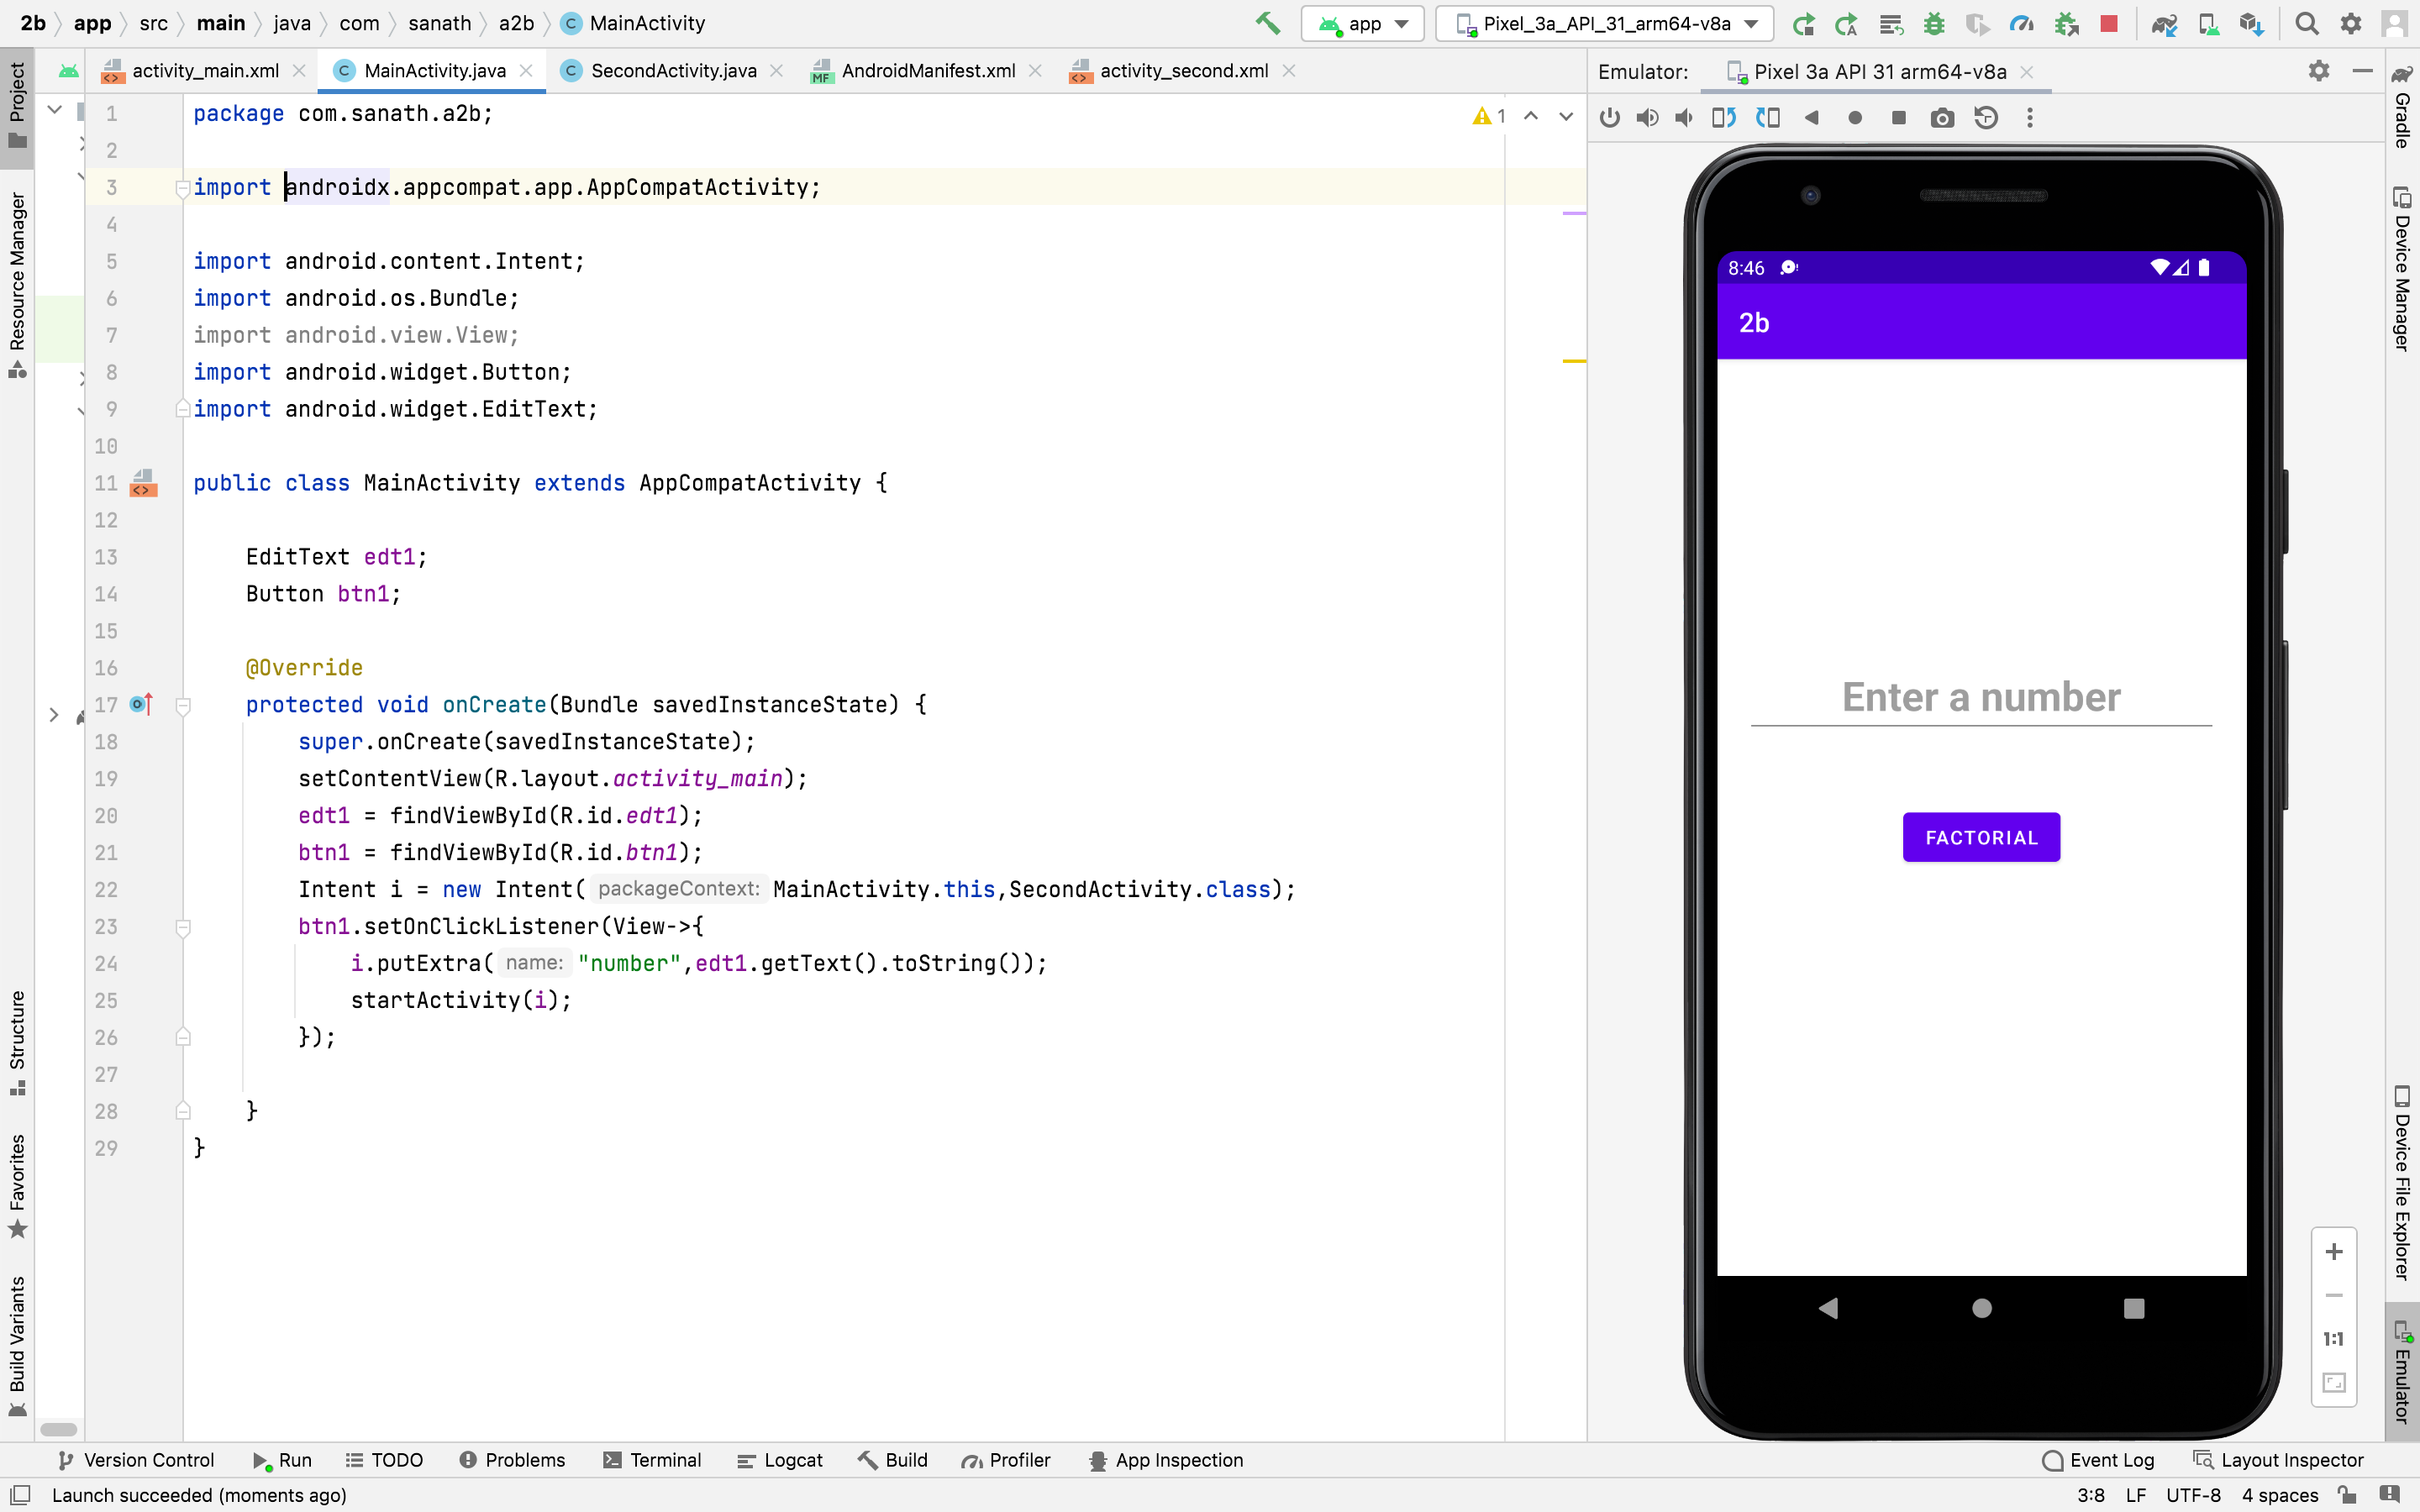 2b app src main java com sanath a2b MainActivity
app
Pixel_3a_API_31_arm64-v8a
activity_main.xml
MainActivity.java
SecondActivity.java
AndroidManifest.xml
activity_second.xml
Emulator: Pixel 3a API 31 arm64-v8a
Project
Resource Manager
Structure
Favorites
Build Variants
1 package com.sanath.a2b;
2
3 import androidx.appcompat.app.AppCompatActivity;
4
5 import android.content.Intent;
6 import android.os.Bundle;
7 import android.view.View;
8 import android.widget.Button;
9 import android.widget.EditText;
10
11 public class MainActivity extends AppCompatActivity {
12
13 EditText edt1;
14 Button btn1;
15
16 @Override
17 protected void onCreate(Bundle savedInstanceState) {
18 super.onCreate(savedInstanceState);
19 setContentView(R.layout.activity_main);
20 edt1 = findViewById(R.id.edt1);
21 btn1 = findViewById(R.id.btn1);
22 Intent i = new Intent( packageContext: MainActivity.this,SecondActivity.class);
23 btn1.setOnClickListener(View->{
24 i.putExtra( name: "number",edt1.getText().toString());
25 startActivity(i);
26 });
27
28 }
29 }
1
8:46
2b
Enter a number
FACTORIAL
1:1
Gradle
Device Manager
Device File Explorer
Emulator
Version Control Run TODO Problems Terminal Logcat Build Profiler App Inspection Event Log Layout Inspector
Launch succeeded (moments ago) 3:8 LF UTF-8 4 spaces